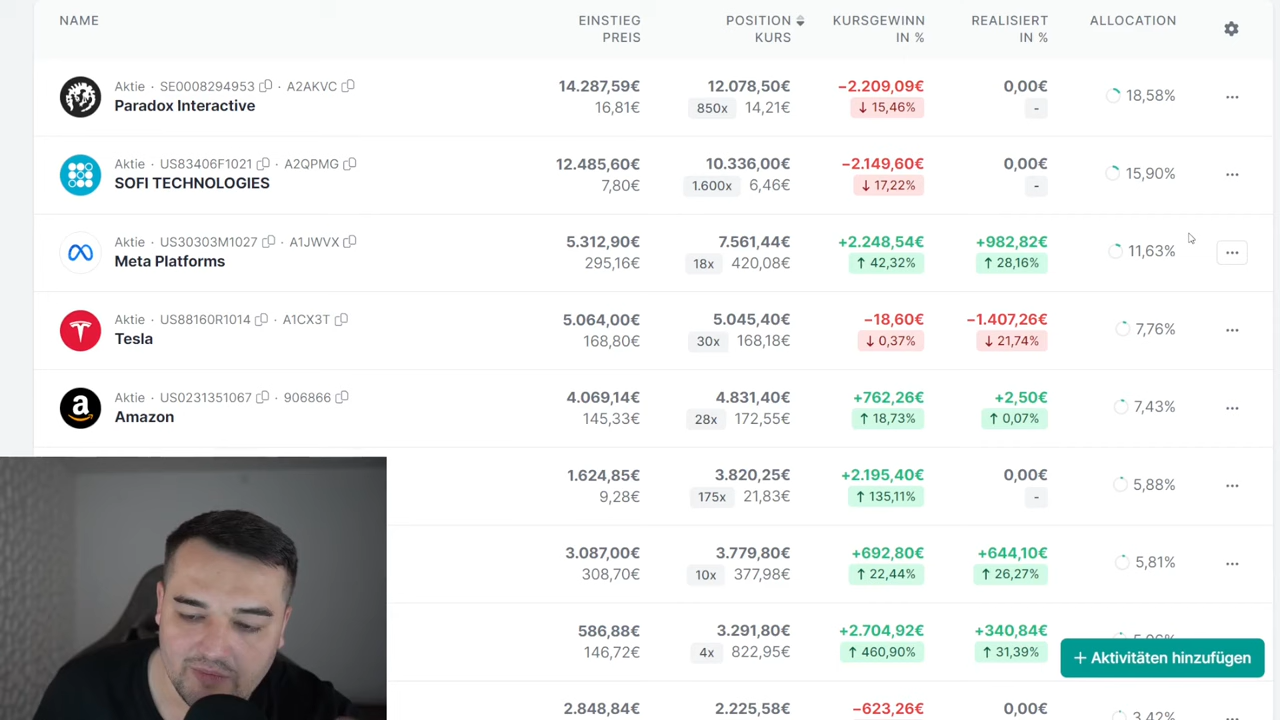 NAME
EINSTIEG
PREIS
POSITION
KURS
KURSGEWINN
IN %
REALISIERT
IN %
ALLOCATION
Aktie · SE0008294953 · A2AKVC
Paradox Interactive
14.287,59€
16,81€
12.078,50€
850x 14,21€
−2.209,09€
↓ 15,46%
0,00€
-
18,58%
Aktie · US83406F1021 · A2QPMG
SOFI TECHNOLOGIES
12.485,60€
7,80€
10.336,00€
1.600x 6,46€
−2.149,60€
↓ 17,22%
0,00€
-
15,90%
Aktie · US30303M1027 · A1JWVX
Meta Platforms
5.312,90€
295,16€
7.561,44€
18x 420,08€
+2.248,54€
↑ 42,32%
+982,82€
↑ 28,16%
11,63%
Aktie · US88160R1014 · A1CX3T
Tesla
5.064,00€
168,80€
5.045,40€
30x 168,18€
−18,60€
↓ 0,37%
−1.407,26€
↓ 21,74%
7,76%
a
Aktie · US0231351067 · 906866
Amazon
4.069,14€
145,33€
4.831,40€
28x 172,55€
+762,26€
↑ 18,73%
+2,50€
↑ 0,07%
7,43%
1.624,85€
9,28€
3.820,25€
175x 21,83€
+2.195,40€
↑ 135,11%
0,00€
-
5,88%
3.087,00€
308,70€
3.779,80€
10x 377,98€
+692,80€
↑ 22,44%
+644,10€
↑ 26,27%
5,81%
586,88€
146,72€
3.291,80€
4x 822,95€
+2.704,92€
↑ 460,90%
+340,84€
↑ 31,39%
+ Aktivitäten hinzufügen
2.848,84€
2.225,58€
−623,26€
0,00€
3,42%